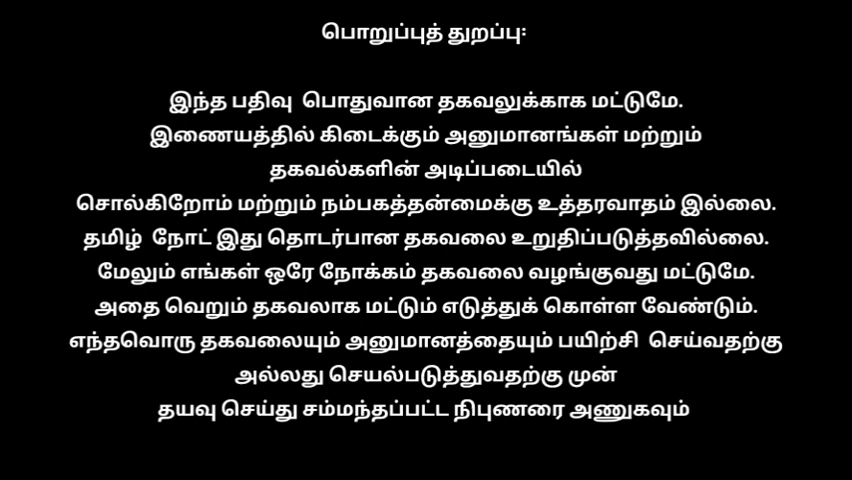 பொறுப்புத் துறப்பு:
இந்த பதிவு பொதுவான தகவலுக்காக மட்டுமே.
இணையத்தில் கிடைக்கும் அனுமானங்கள் மற்றும்
தகவல்களின் அடிப்படையில்
சொல்கிறோம் மற்றும் நம்பகத்தன்மைக்கு உத்தரவாதம் இல்லை.
தமிழ் நோட் இது தொடர்பான தகவலை உறுதிப்படுத்தவில்லை.
மேலும் எங்கள் ஒரே நோக்கம் தகவலை வழங்குவது மட்டுமே.
அதை வெறும் தகவலாக மட்டும் எடுத்துக் கொள்ள வேண்டும்.
எந்தவொரு தகவலையும் அனுமானத்தையும் பயிற்சி செய்வதற்கு
அல்லது செயல்படுத்துவதற்கு முன்
தயவு செய்து சம்மந்தப்பட்ட நிபுணரை அணுகவும்